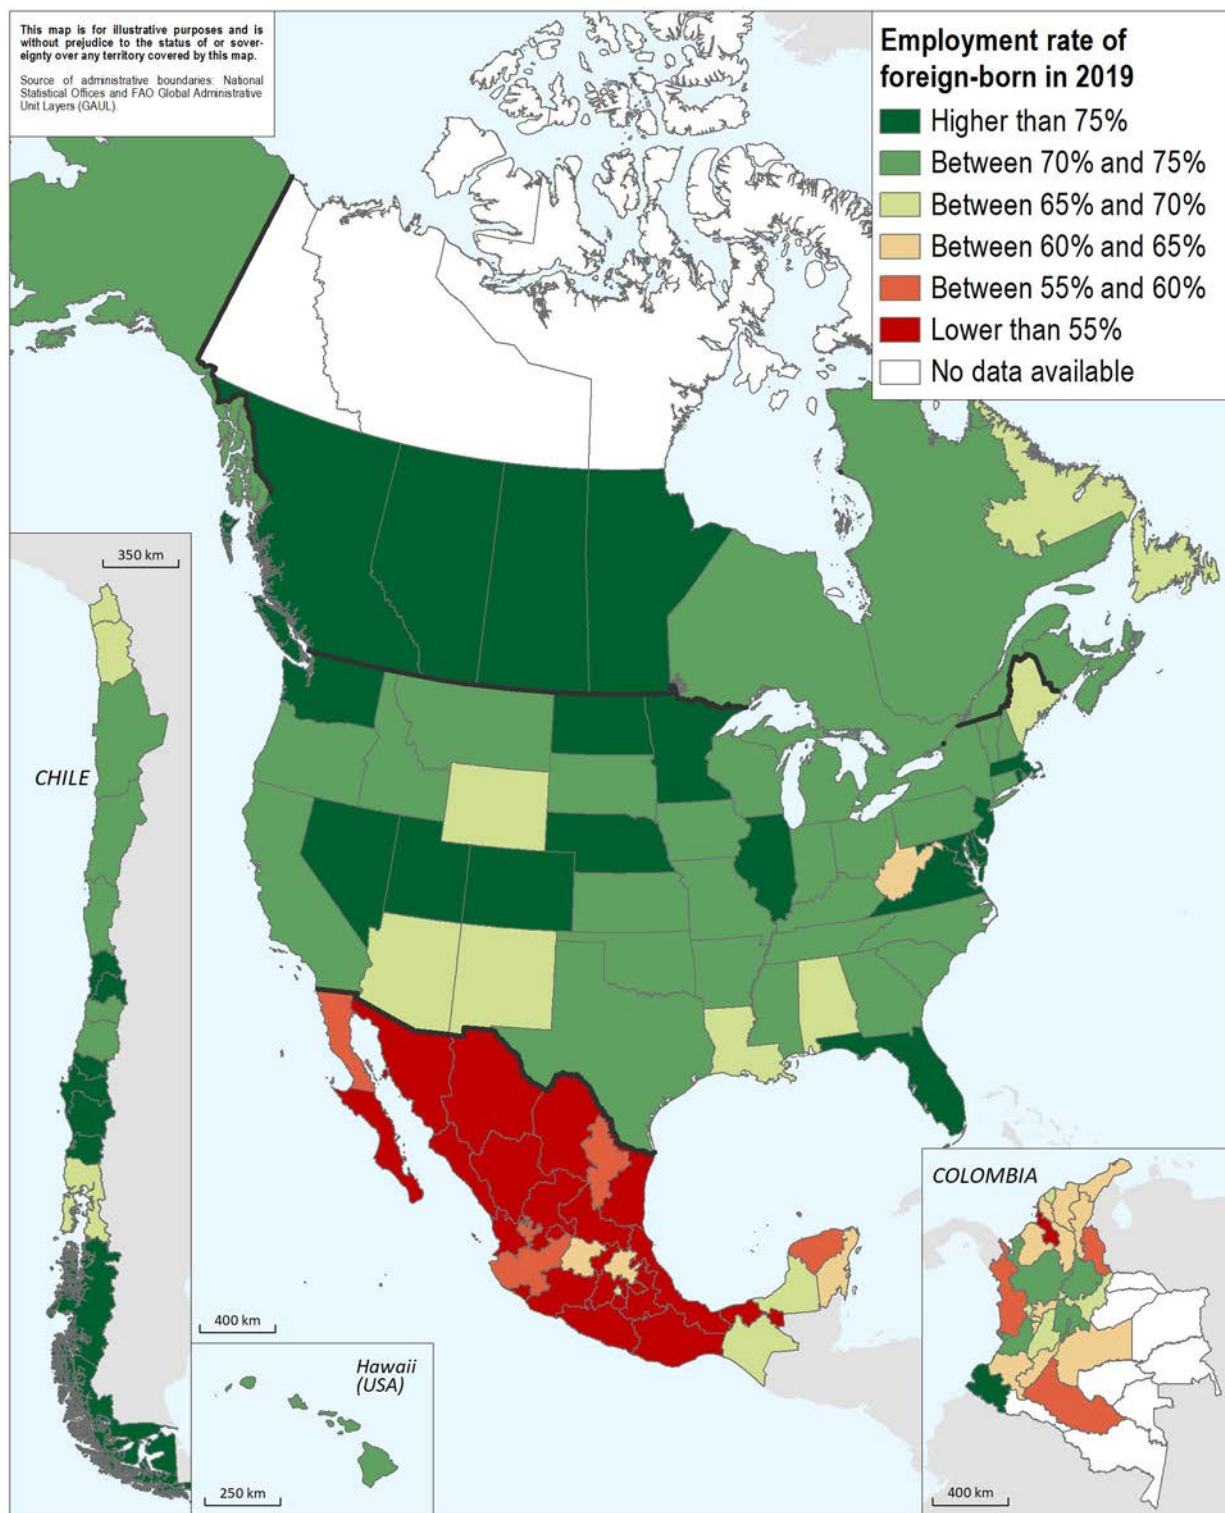 This map is for illustrative purposes and is
without prejudice to the status of or sover-
eignty over any territory covered by this map.
Source of administrative boundaries: National
Statistical Offices and FAO Global Administrative
Unit Layers (GAUL).
Employment rate of
foreign-born in 2019
Higher than 75%
Between 70% and 75%
Between 65% and 70%
Between 60% and 65%
Between 55% and 60%
Lower than 55%
No data available
350 km
CHILE
400 km
Hawaii
(USA)
250 km
COLOMBIA
400 km